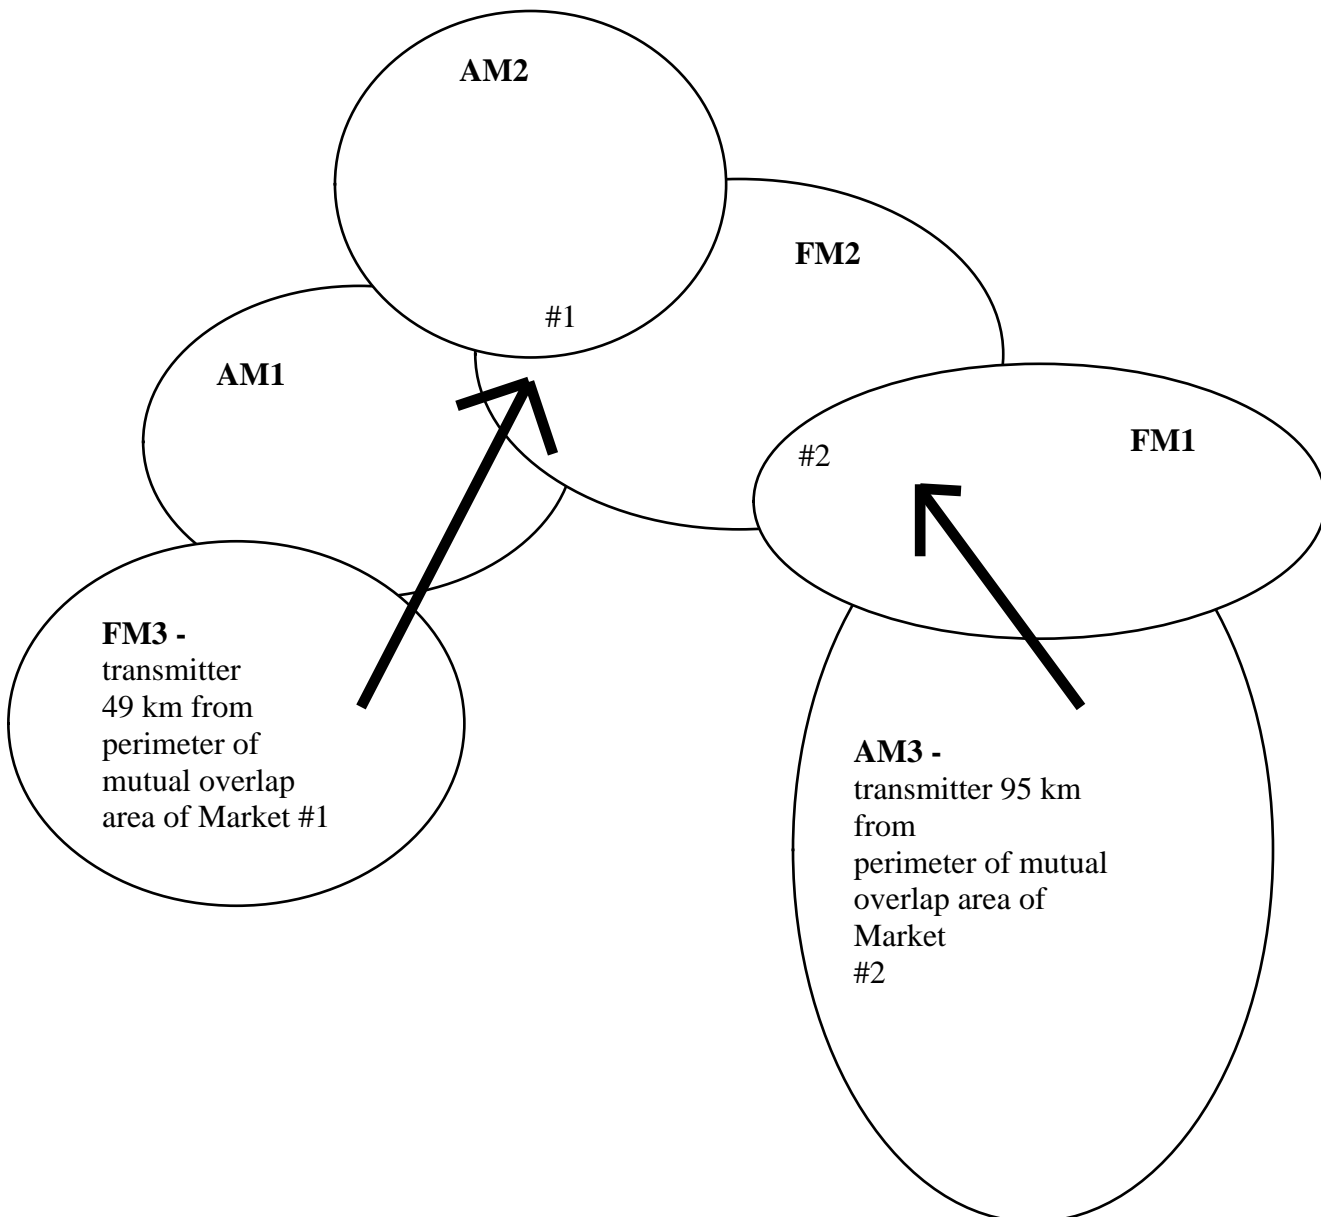 AM2
FM2
#1
AM1
FM1
#2
FM3 -
transmitter
49 km from
perimeter of
mutual overlap
area of Market #1
AM3 -
transmitter 95 km
from
perimeter of mutual
overlap area of
Market
#2